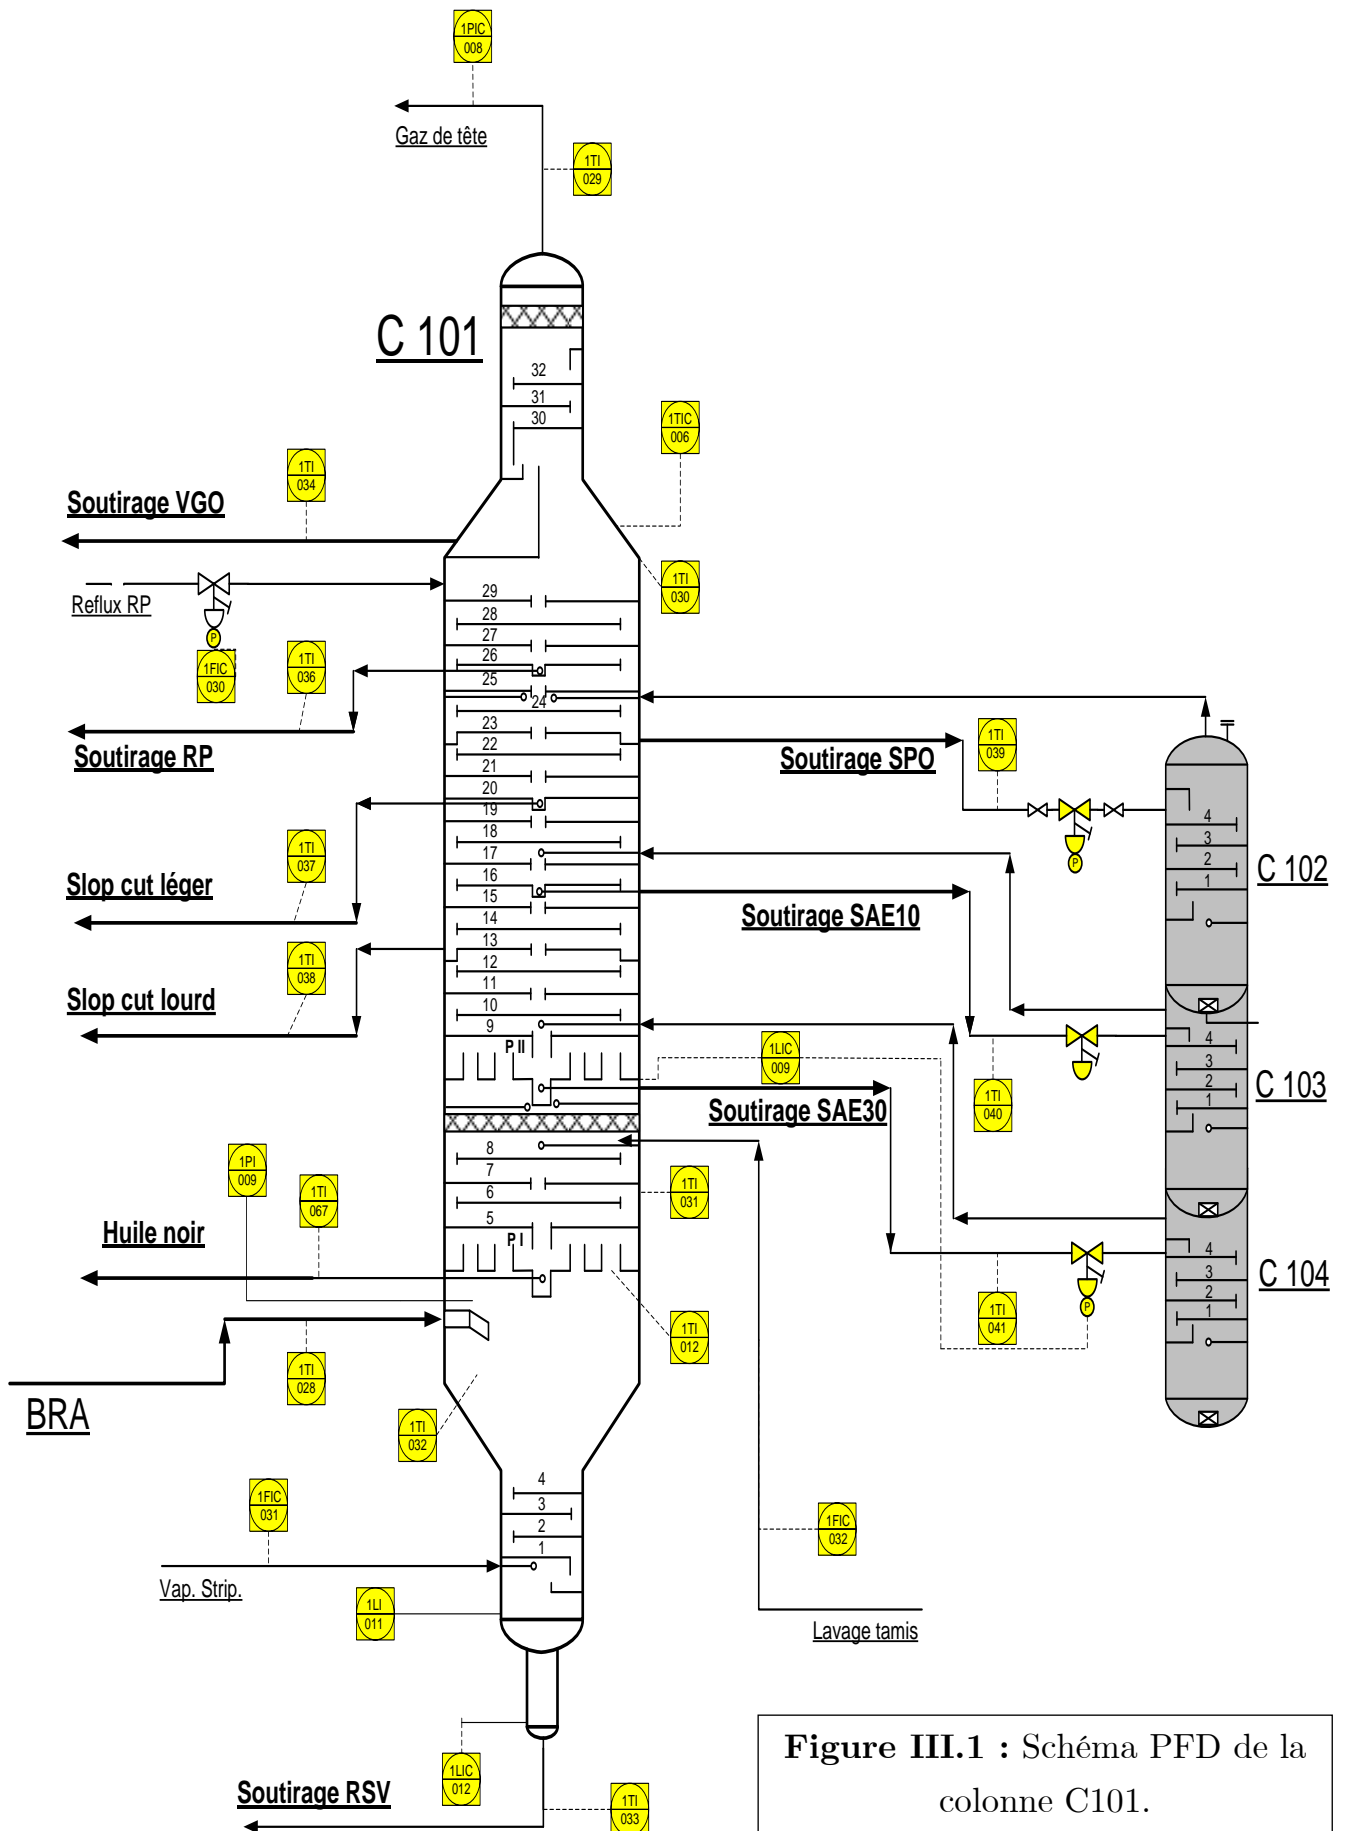 1PIC
008
Gaz de tête
1TI
029
C 101
32
31
30
1TIC
006
1TI
034
Soutirage VGO
1TI
030
Reflux RP
P
1FIC
030
29
28
27
26
25
24
23
22
21
20
19
18
17
16
15
14
13
12
11
10
9
1TI
036
Soutirage RP
Soutirage SPO
1TI
039
P
4
3
2
1
C 102
1TI
037
Slop cut léger
Soutirage SAE10
1TI
038
Slop cut lourd
P II
1LIC
009
1TI
040
4
3
2
1
C 103
Soutirage SAE30
8
7
6
5
1PI
009
1TI
067
1TI
031
Huile noir
P I
4
3
2
1
C 104
P
1TI
041
1TI
012
1TI
028
BRA
1TI
032
4
3
2
1
1FIC
031
1FIC
032
Vap. Strip.
1LI
011
Lavage tamis
1LIC
012
Soutirage RSV
1TI
033
Figure III.1 : Schéma PFD de la
colonne C101.